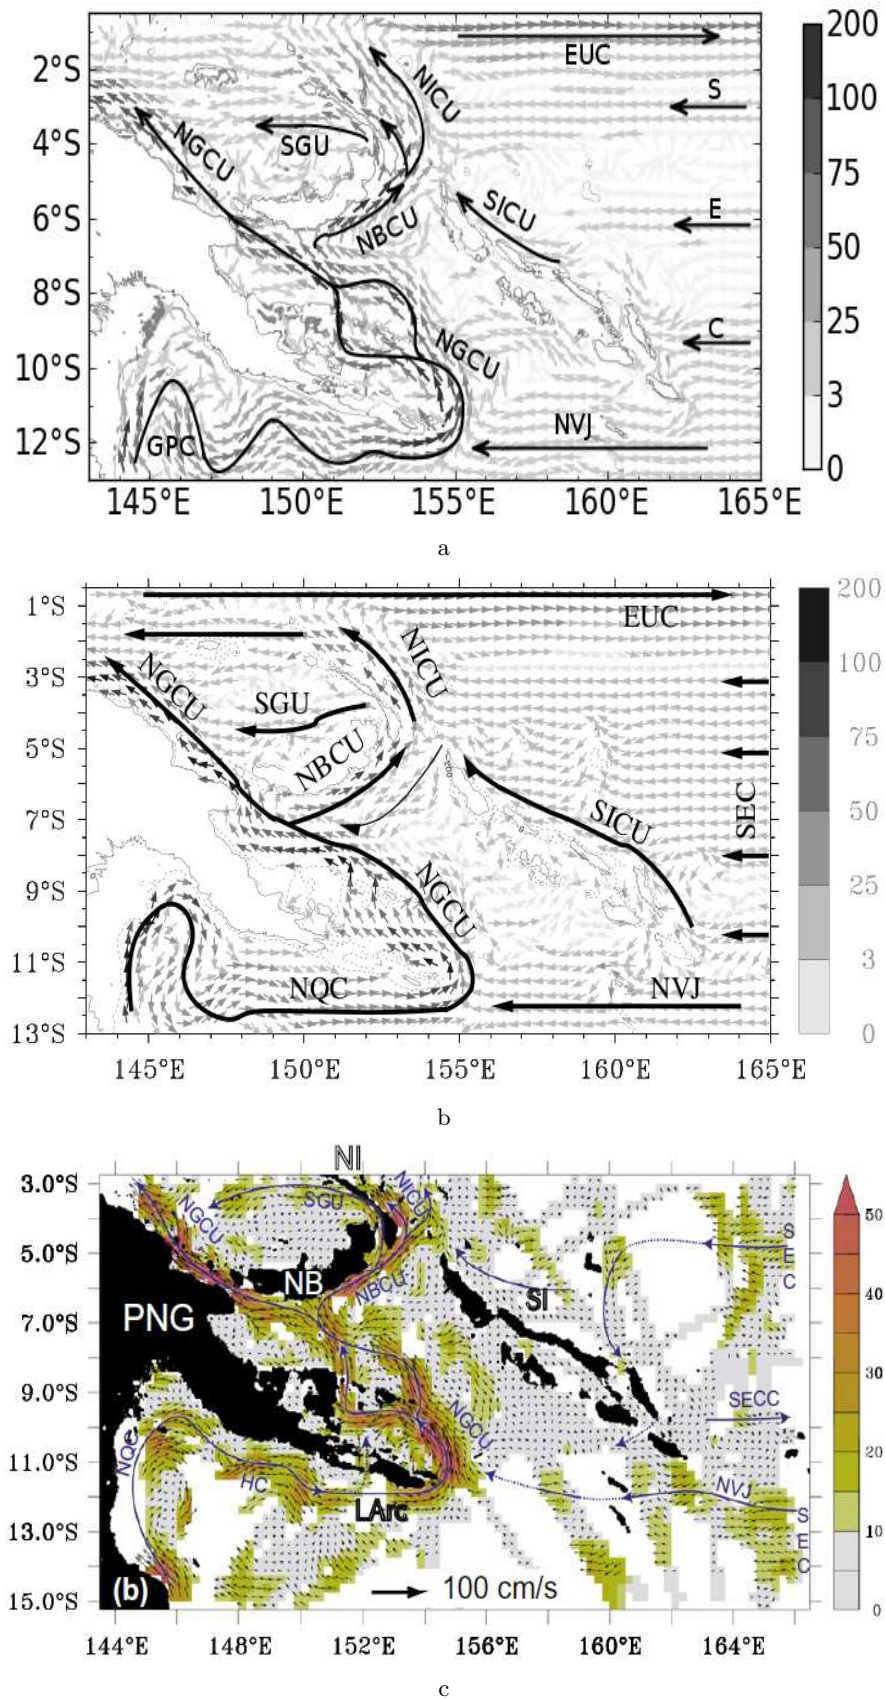 200
EUC
2°S
NICU
S
100
4°S
NGCU
SGU
75
6°S
SICU
E
NBCU
50
8°S
C
25
NGCU
10°S
3
12°S
GPC
NVJ
0
145°E 150°E 155°E 160°E 165°E
a
1°S
EUC
200
NICU
3°S
NGCU
100
SGU
5°S
NBCU
75
SEC
7°S
SICU
50
9°S
NGCU
25
11°S
NQC
NVJ
3
13°S
0
145°E 150°E 155°E 160°E 165°E
b
NI
3.0°S
NGCU
SGU
NICU
50
5.0°S
S
E
C
NB
NBCU
SI
40
PNG
7.0°S
30
9.0°S
SECC
NGCU
20
11.0°S
NQC
HC
NVJ
LArc
S
E
C
13.0°S
10
15.0°S
(b)
100 cm/s
0
144°E 148°E 152°E 156°E 160°E 164°E
c